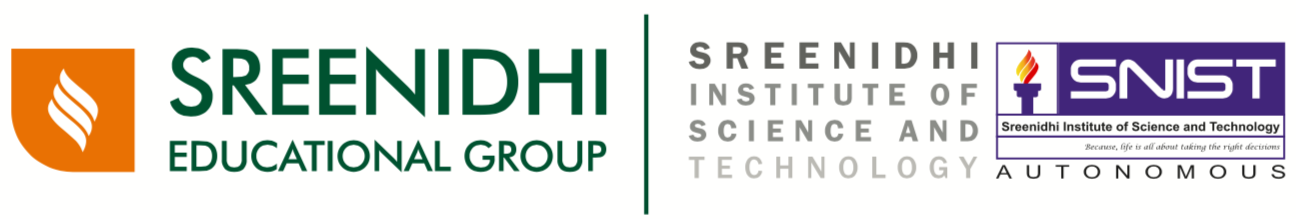 SREENIDHI
EDUCATIONAL GROUP
SREENIDHI
INSTITUTE OF
SCIENCE AND
TECHNOLOGY
SNIST
Sreenidhi Institute of Science and Technology
Because, life is all about taking the right decisions
AUTONOMOUS